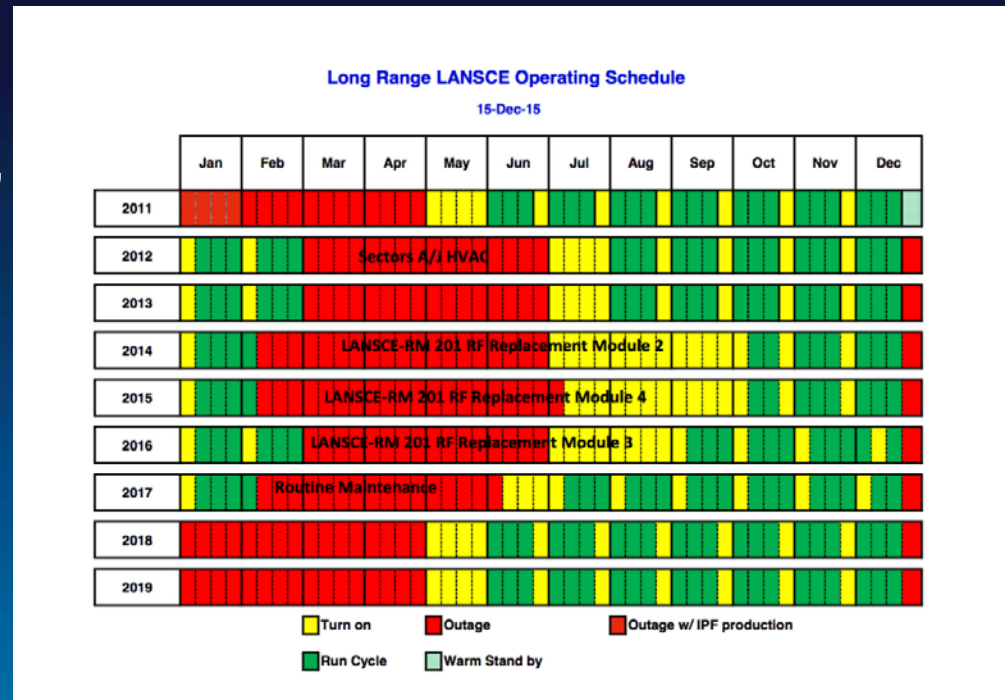 Long Range LANSCE Operating Schedule
15-Dec-15
Jan Feb Mar Apr May Jun Jul Aug Sep Oct Nov Dec
2011
2012 Sectors A/J HVAC
2013
2014 LANSCE-RM 201 RF Replacement Module 2
2015 LANSCE-RM 201 RF Replacement Module 4
2016 LANSCE-RM 201 RF Replacement Module 3
2017 Routine Maintenance
2018
2019
Turn on Outage Outage w/ IPF production
Run Cycle Warm Stand by